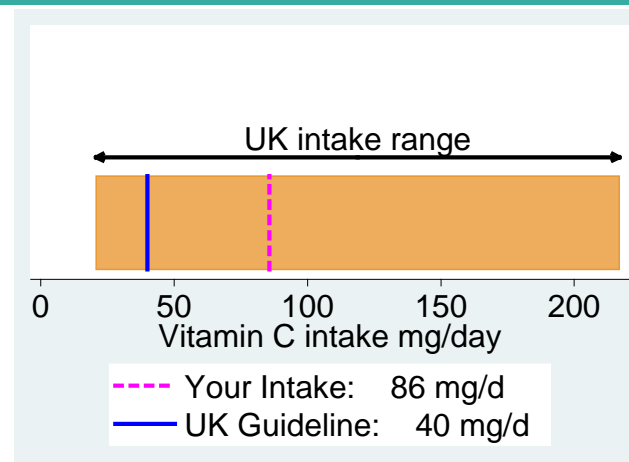 UK intake range
0 50 100 150 200
Vitamin C intake mg/day
Your Intake: 86 mg/d
UK Guideline: 40 mg/d